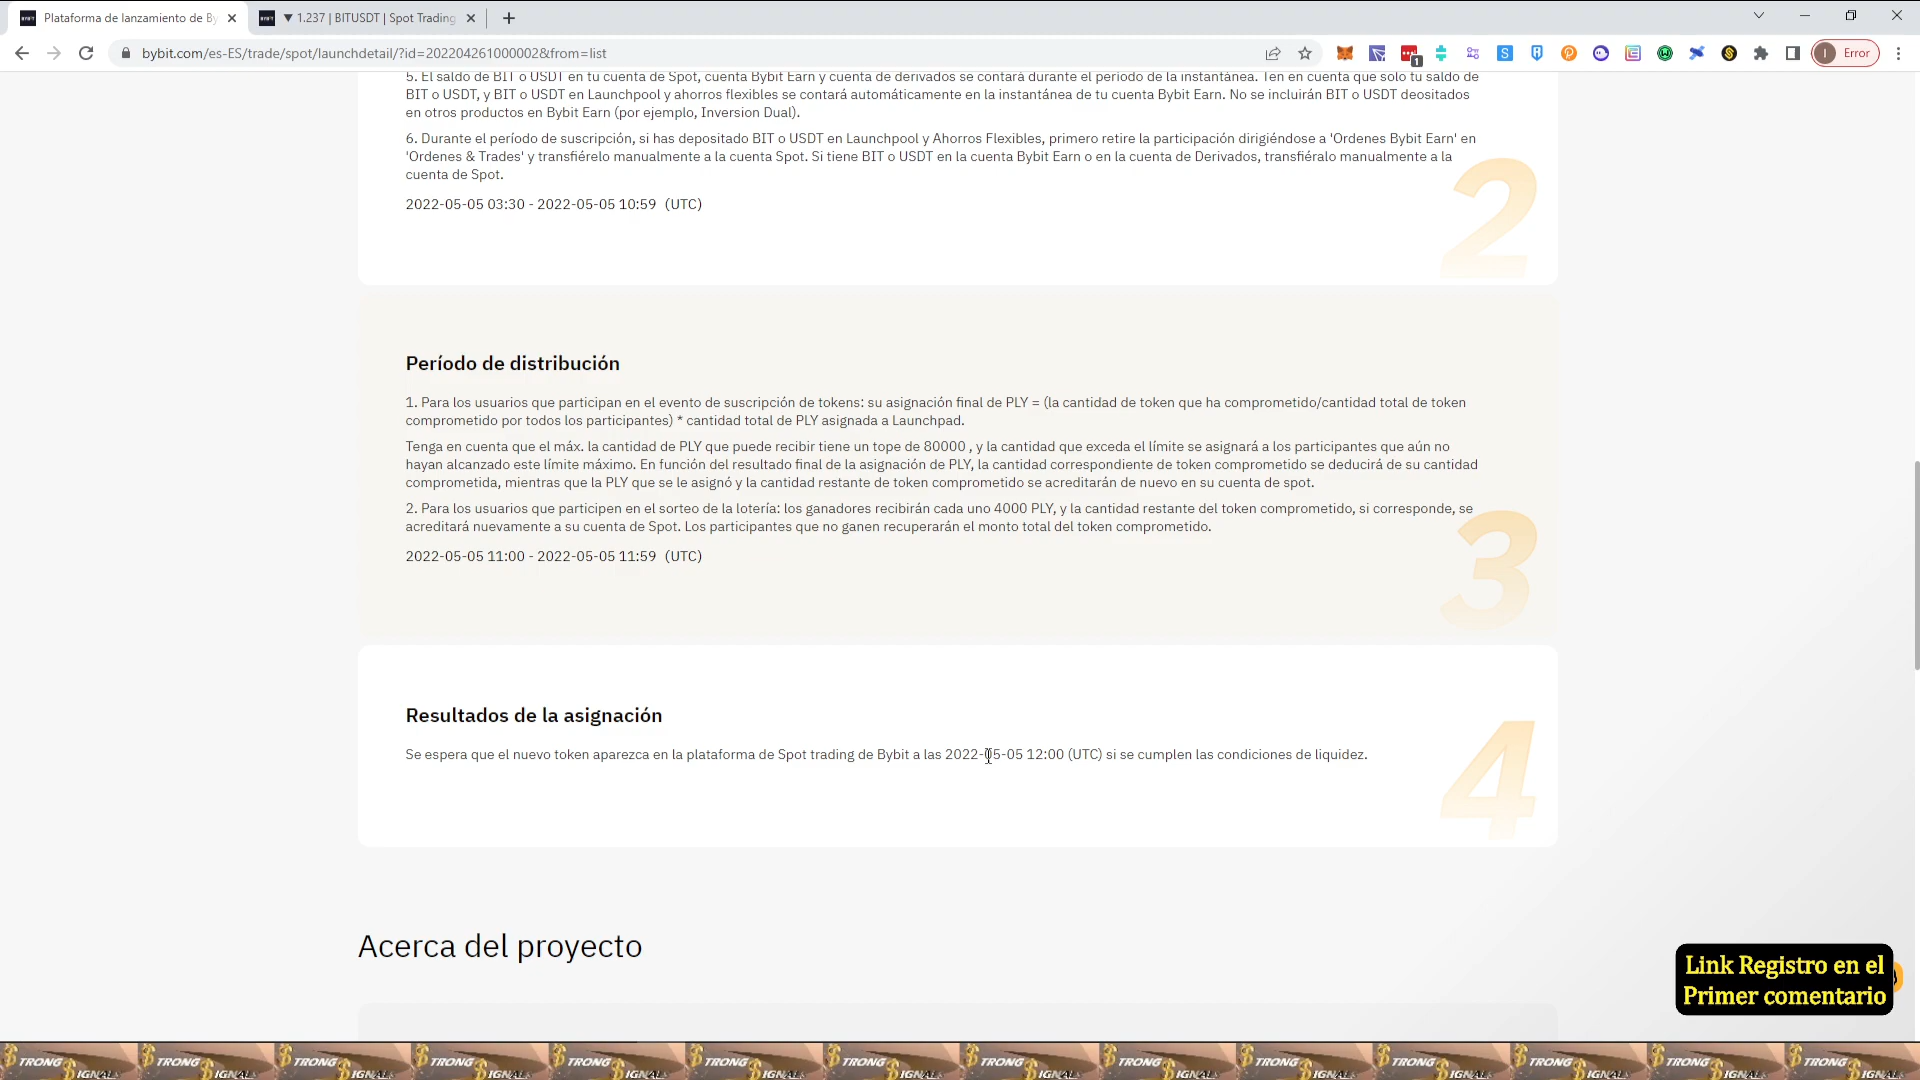 Plataforma de lanzamiento de By
▼ 1.237 | BITUSDT | Spot Trading
bybit.com/es-ES/trade/spot/launchdetail/?id=202204261000002&from=list
1
I Error
5. El saldo de BIT o USDT en tu cuenta de Spot, cuenta Bybit Earn y cuenta de derivados se contará durante el período de la instantánea. Ten en cuenta que solo tu saldo de
BIT o USDT, y BIT o USDT en Launchpool y ahorros flexibles se contará automáticamente en la instantánea de tu cuenta Bybit Earn. No se incluirán BIT o USDT deositados
en otros productos en Bybit Earn (por ejemplo, Inversion Dual).
6. Durante el período de suscripción, si has depositado BIT o USDT en Launchpool y Ahorros Flexibles, primero retire la participación dirigiéndose a 'Ordenes Bybit Earn' en
'Ordenes & Trades' y transfiérelo manualmente a la cuenta Spot. Si tiene BIT o USDT en la cuenta Bybit Earn o en la cuenta de Derivados, transfiéralo manualmente a la
cuenta de Spot.
2022-05-05 03:30 - 2022-05-05 10:59 (UTC)
2
Período de distribución
1. Para los usuarios que participan en el evento de suscripción de tokens: su asignación final de PLY = (la cantidad de token que ha comprometido/cantidad total de token
comprometido por todos los participantes) * cantidad total de PLY asignada a Launchpad.
Tenga en cuenta que el máx. la cantidad de PLY que puede recibir tiene un tope de 80000 , y la cantidad que exceda el límite se asignará a los participantes que aún no
hayan alcanzado este límite máximo. En función del resultado final de la asignación de PLY, la cantidad correspondiente de token comprometido se deducirá de su cantidad
comprometida, mientras que la PLY que se le asignó y la cantidad restante de token comprometido se acreditarán de nuevo en su cuenta de spot.
2. Para los usuarios que participen en el sorteo de la lotería: los ganadores recibirán cada uno 4000 PLY, y la cantidad restante del token comprometido, si corresponde, se
acreditará nuevamente a su cuenta de Spot. Los participantes que no ganen recuperarán el monto total del token comprometido.
2022-05-05 11:00 - 2022-05-05 11:59 (UTC)
3
Resultados de la asignación
Se espera que el nuevo token aparezca en la plataforma de Spot trading de Bybit a las 2022-05-05 12:00 (UTC) si se cumplen las condiciones de liquidez.
4
Acerca del proyecto
Link Registro en el
Primer comentario